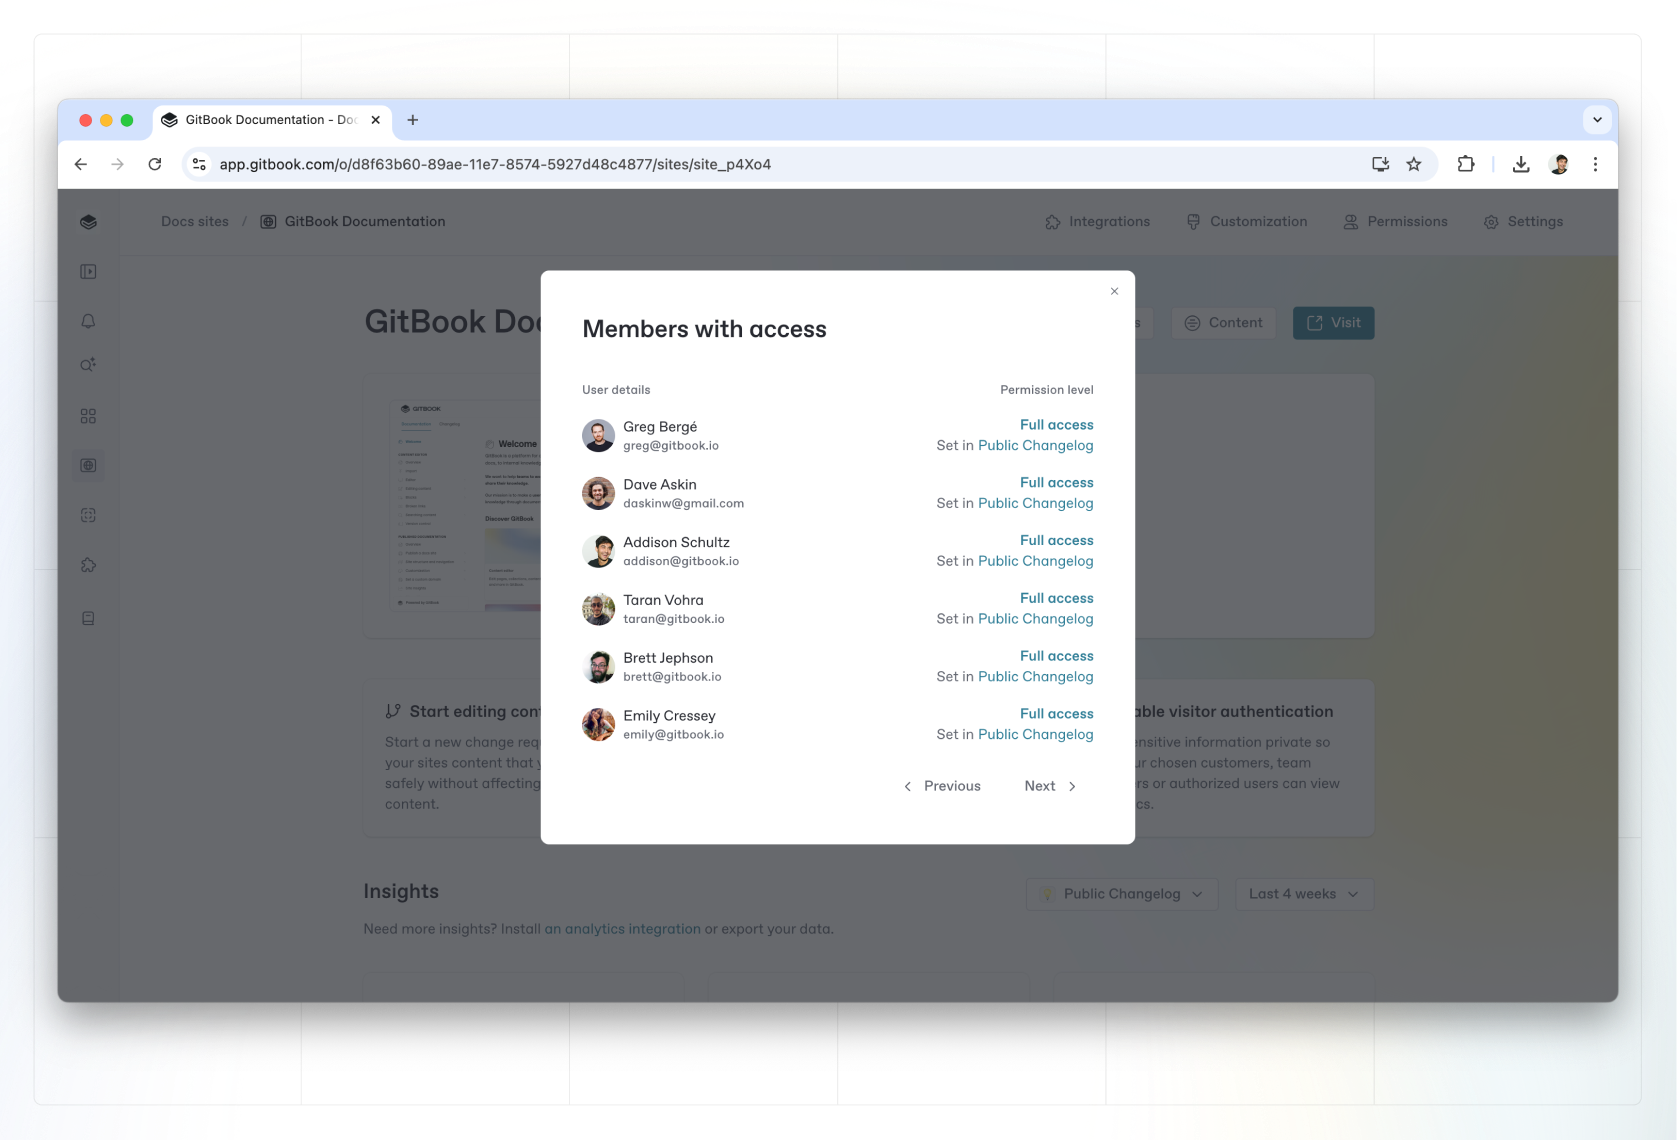 GitBook Documentation - Do
app.gitbook.com/o/d8f63b60-89ae-11e7-8574-5927d48c4877/sites/site_p4Xo4
Docs sites / GitBook Documentation
Integrations
Customization
Permissions
Settings
GitBook Do
s
Content
Visit
Members with access
User details
Permission level
Greg Bergé
greg@gitbook.io
Full access
Set in Public Changelog
Dave Askin
daskinw@gmail.com
Full access
Set in Public Changelog
Addison Schultz
addison@gitbook.io
Full access
Set in Public Changelog
Taran Vohra
taran@gitbook.io
Full access
Set in Public Changelog
Brett Jephson
brett@gitbook.io
Full access
Set in Public Changelog
Emily Cressey
emily@gitbook.io
Full access
Set in Public Changelog
Previous
Next
GITBOOK
Documentation
Changelog
Welcome
Discover GitBook
Start editing con
Start a new change req
your sites content that y
safely without affecting
content.
able visitor authentication
ensitive information private so
ur chosen customers, team
rs or authorized users can view
cs.
Insights
Public Changelog
Last 4 weeks
Need more insights? Install an analytics integration or export your data.